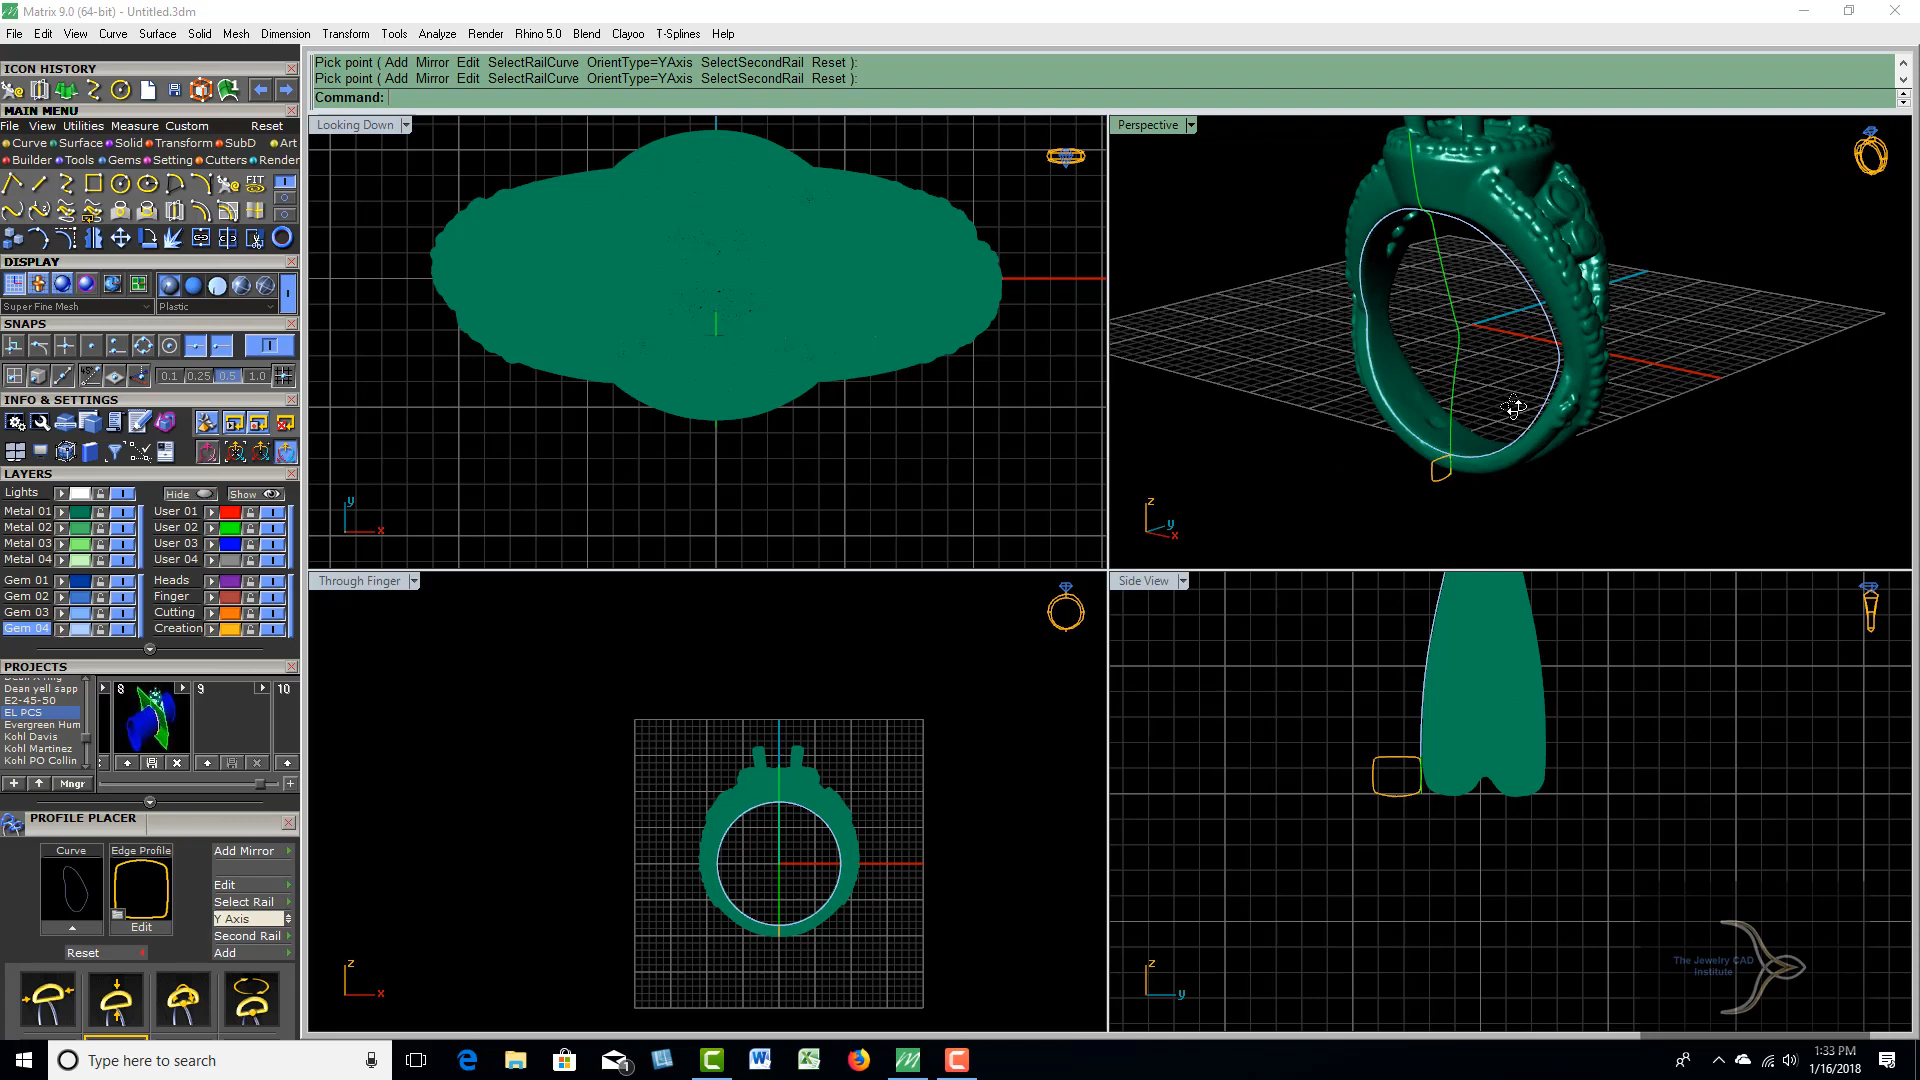 Matrix 9.0 (64-bit) - Untitled.3dm
File Edit View Curve Surface Solid Mesh Dimension Transform Tools Analyze Render Rhino 5.0 Blend Clayoo T-Splines Help
ICON HISTORY
MAIN MENU
File View Utilities Measure Custom Reset
Curve Surface Solid Transform SubD Art
Builder Tools Gems Setting Cutters Render
FIT
DISPLAY
Super Fine Mesh Plastic
SNAPS
0.1 0.25 0.5 1.0
INFO & SETTINGS
LAYERS
Lights Hide Show
Metal 01 User 01
Metal 02 User 02
Metal 03 User 03
Metal 04 User 04
Gem 01 Heads
Gem 02 Finger
Gem 03 Cutting
Gem 04 Creation
PROJECTS
Dean yell sapp
E2-45-50
EL PCS
Evergreen Hum
Kohl Davis
Kohl Martinez
Kohl PO Collin
8 9 10
Mngr
PROFILE PLACER
Curve Edge Profile Add Mirror
Edit
Select Rail
Y Axis
Edit Second Rail
Reset Add
Pick point ( Add Mirror Edit SelectRailCurve OrientType=YAxis SelectSecondRail Reset ):
Pick point ( Add Mirror Edit SelectRailCurve OrientType=YAxis SelectSecondRail Reset ):
Command:
Looking Down
y
x
Perspective
z
y
x
Through Finger
z
x
Side View
z
y
The Jewelry CAD
Institute
Type here to search
1
1:33 PM
1/16/2018